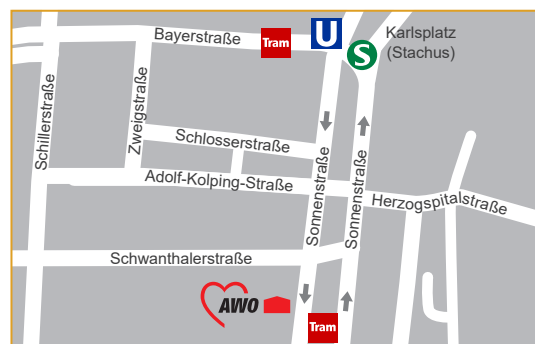 Bayerstraße
Tram
U
S
Karlsplatz
(Stachus)
Schillerstraße
Zweigstraße
Schlosserstraße
Adolf-Kolping-Straße
Sonnenstraße
Sonnenstraße
Herzogspitalstraße
Schwanthalerstraße
AWO
Tram